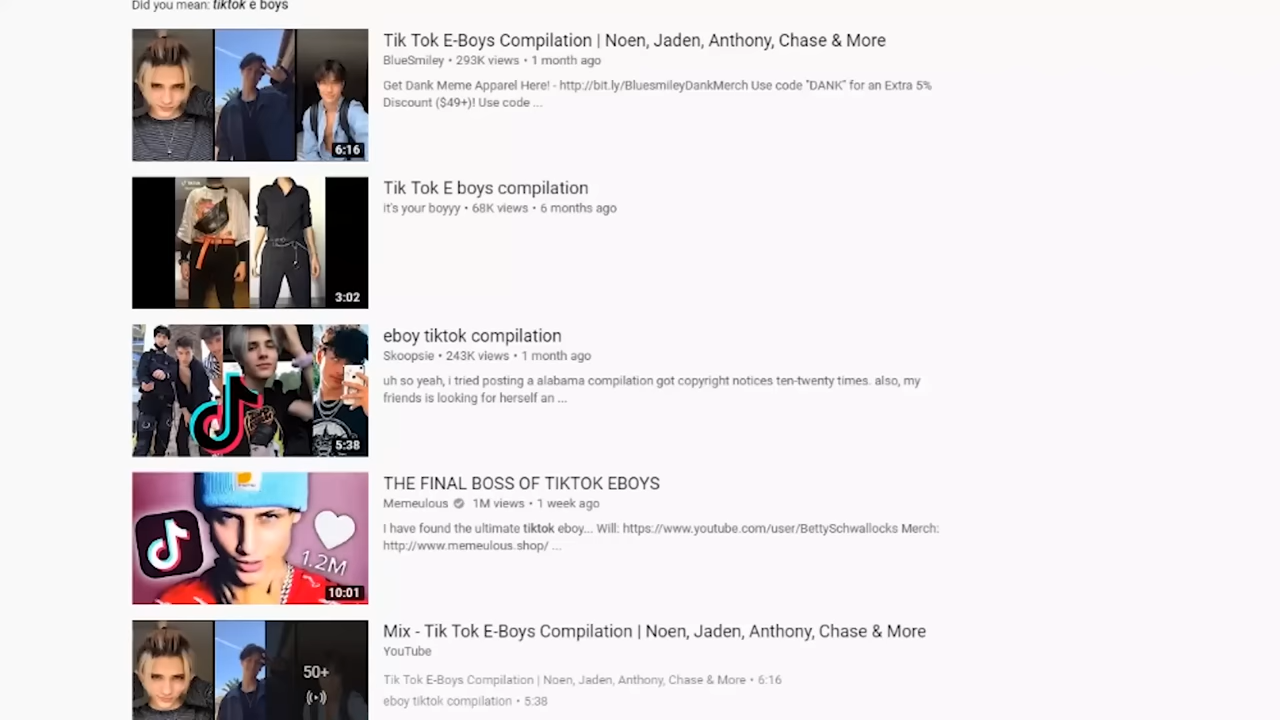 Did you mean: tiktok e boys
Tik Tok E-Boys Compilation | Noen, Jaden, Anthony, Chase & More
BlueSmiley • 293K views • 1 month ago
Get Dank Meme Apparel Here! - http://bit.ly/BluesmileyDankMerch Use code "DANK" for an Extra 5%
Discount ($49+)! Use code ...
6:16
Tik Tok E boys compilation
it's your boyyy • 68K views • 6 months ago
3:02
eboy tiktok compilation
Skoopsie • 243K views • 1 month ago
uh so yeah, i tried posting a alabama compilation got copyright notices ten-twenty times. also, my
friends is looking for herself an ...
5:38
THE FINAL BOSS OF TIKTOK EBOYS
Memeulous 1M views • 1 week ago
I have found the ultimate tiktok eboy... Will: https://www.youtube.com/user/BettySchwallocks Merch:
http://www.memeulous.shop/ ...
1.2M
10:01
Mix - Tik Tok E-Boys Compilation | Noen, Jaden, Anthony, Chase & More
YouTube
50+
Tik Tok E-Boys Compilation | Noen, Jaden, Anthony, Chase & More • 6:16
eboy tiktok compilation • 5:38